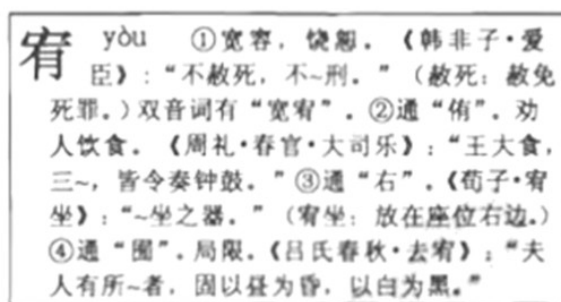 宥 yòu ①宽容，饶恕。《韩非子·爱
臣》：“不赦死，不~刑。”（赦死：赦免
死罪。）双音词有“宽宥”。②通“侑”。劝
人饮食。《周礼·春官·大司乐》：“王大食，
三~，皆令奏钟鼓。”③通“右”。《荀子·宥
坐》：“~坐之器。”（宥坐：放在座位右边。）
④通“囿”。局限。《吕氏春秋·去宥》：“夫
人有所~者，固以昼为昏，以白为黑。”